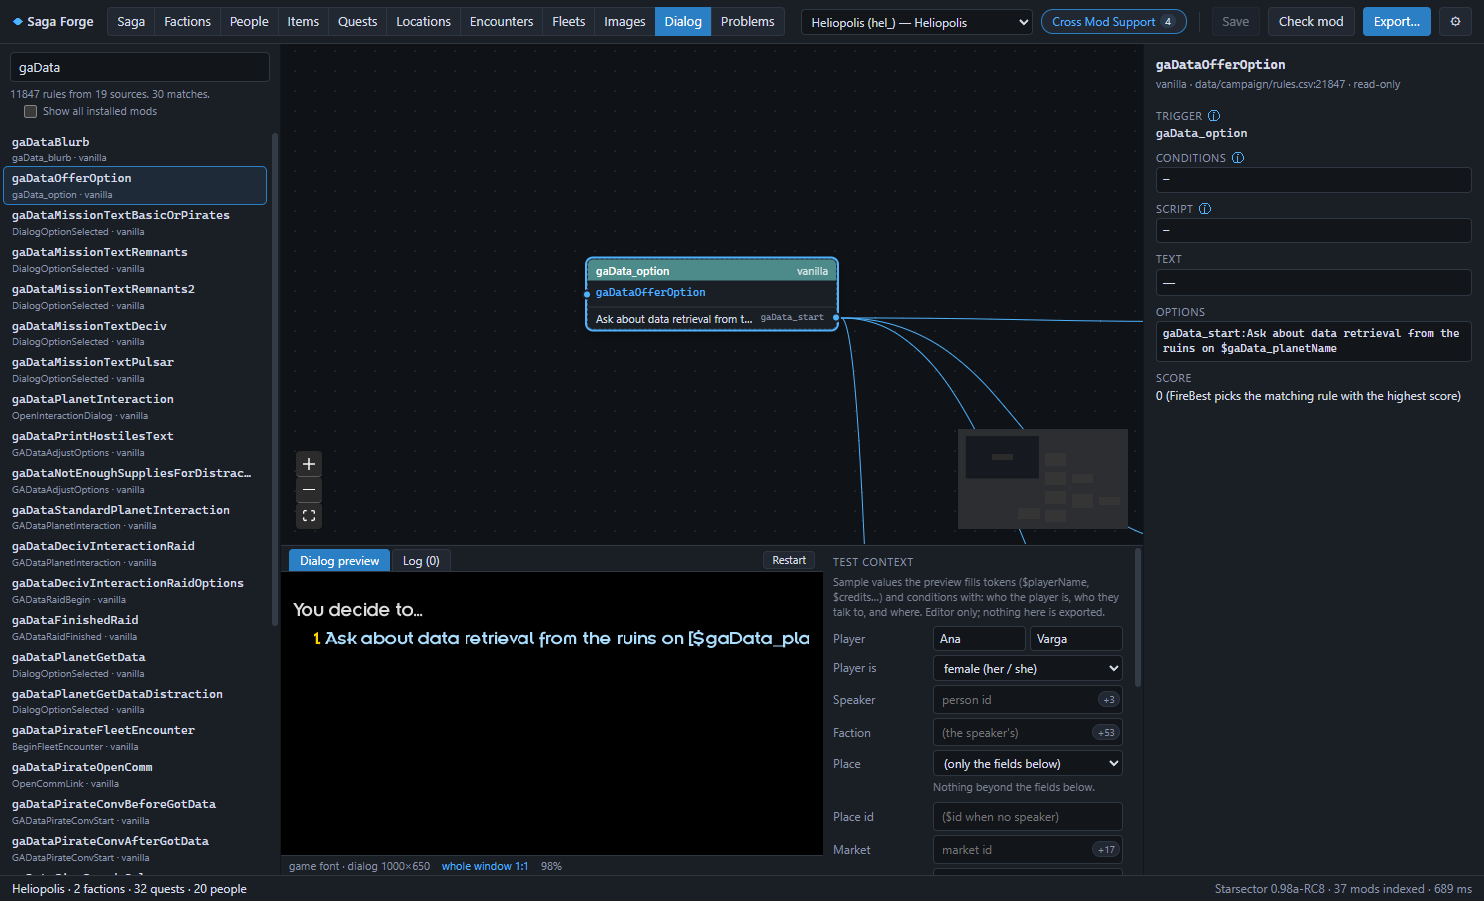 Saga Forge
Saga
Factions
People
Items
Quests
Locations
Encounters
Fleets
Images
Dialog
Problems
Heliopolis (hel_) — Heliopolis
Cross Mod Support 4
Save
Check mod
Export...
gaData
11847 rules from 19 sources. 30 matches.
Show all installed mods
gaDataBlurb
gaData_blurb · vanilla
gaDataOfferOption
gaData_option · vanilla
gaDataMissionTextBasicOrPirates
DialogOptionSelected · vanilla
gaDataMissionTextRemnants
DialogOptionSelected · vanilla
gaDataMissionTextRemnants2
DialogOptionSelected · vanilla
gaDataMissionTextDeciv
DialogOptionSelected · vanilla
gaDataMissionTextPulsar
DialogOptionSelected · vanilla
gaDataPlanetInteraction
OpenInteractionDialog · vanilla
gaDataPrintHostilesText
GADataAdjustOptions · vanilla
gaDataNotEnoughSuppliesForDistrac...
GADataAdjustOptions · vanilla
gaDataStandardPlanetInteraction
GADataPlanetInteraction · vanilla
gaDataDecivInteractionRaid
GADataPlanetInteraction · vanilla
gaDataDecivInteractionRaidOptions
GADataRaidBegin · vanilla
gaDataFinishedRaid
GADataRaidFinished · vanilla
gaDataPlanetGetData
DialogOptionSelected · vanilla
gaDataPlanetGetDataDistraction
DialogOptionSelected · vanilla
gaDataPirateFleetEncounter
BeginFleetEncounter · vanilla
gaDataPirateOpenComm
OpenCommLink · vanilla
gaDataPirateConvBeforeGotData
GADataPirateConvStart · vanilla
gaDataPirateConvAfterGotData
GADataPirateConvStart · vanilla
gaData_option vanilla
gaDataOfferOption
Ask about data retrieval from t... gaData_start
Dialog preview
Log (0)
Restart
You decide to...
1 Ask about data retrieval from the ruins on [$gaData_pla
game font · dialog 1000×650 whole window 1:1 98%
TEST CONTEXT
Sample values the preview fills tokens ($playerName,
$credits...) and conditions with: who the player is, who they
talk to, and where. Editor only; nothing here is exported.
Player Ana Varga
Player is female (her / she)
Speaker person id +3
Faction (the speaker's) +53
Place (only the fields below)
Nothing beyond the fields below.
Place id ($id when no speaker)
Market market id +17
gaDataOfferOption
vanilla · data/campaign/rules.csv:21847 · read-only
TRIGGER
gaData_option
CONDITIONS
—
SCRIPT
—
TEXT
—
OPTIONS
gaData_start:Ask about data retrieval from the
ruins on $gaData_planetName
SCORE
0 (FireBest picks the matching rule with the highest score)
Heliopolis · 2 factions · 32 quests · 20 people
Starsector 0.98a-RC8 · 37 mods indexed · 689 ms